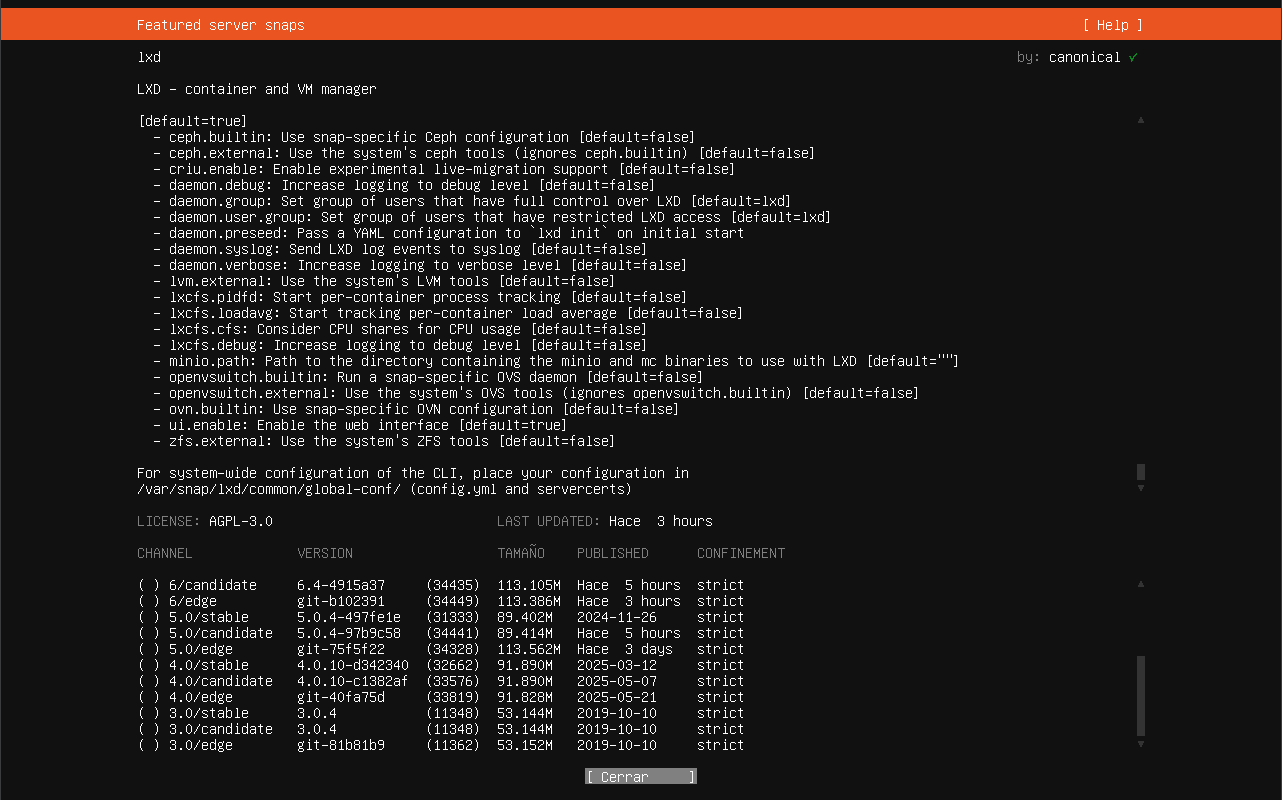 Featured server snaps [ Help ]
lxd by: canonical ✓
LXD - container and VM manager
[default=true]
- ceph.builtin: Use snap-specific Ceph configuration [default=false]
- ceph.external: Use the system's ceph tools (ignores ceph.builtin) [default=false]
- criu.enable: Enable experimental live-migration support [default=false]
- daemon.debug: Increase logging to debug level [default=false]
- daemon.group: Set group of users that have full control over LXD [default=lxd]
- daemon.user.group: Set group of users that have restricted LXD access [default=lxd]
- daemon.preseed: Pass a YAML configuration to `lxd init` on initial start
- daemon.syslog: Send LXD log events to syslog [default=false]
- daemon.verbose: Increase logging to verbose level [default=false]
- lvm.external: Use the system's LVM tools [default=false]
- lxcfs.pidfd: Start per-container process tracking [default=false]
- lxcfs.loadavg: Start tracking per-container load average [default=false]
- lxcfs.cfs: Consider CPU shares for CPU usage [default=false]
- lxcfs.debug: Increase logging to debug level [default=false]
- minio.path: Path to the directory containing the minio and mc binaries to use with LXD [default=""]
- openvswitch.builtin: Run a snap-specific OVS daemon [default=false]
- openvswitch.external: Use the system's OVS tools (ignores openvswitch.builtin) [default=false]
- ovn.builtin: Use snap-specific OVN configuration [default=false]
- ui.enable: Enable the web interface [default=true]
- zfs.external: Use the system's ZFS tools [default=false]
For system-wide configuration of the CLI, place your configuration in
/var/snap/lxd/common/global-conf/ (config.yml and servercerts)
LICENSE: AGPL-3.0 LAST UPDATED: Hace 3 hours
CHANNEL VERSION TAMAÑO PUBLISHED CONFINEMENT
( ) 6/candidate 6.4-4915a37 (34435) 113.105M Hace 5 hours strict
( ) 6/edge git-b102391 (34449) 113.386M Hace 3 hours strict
( ) 5.0/stable 5.0.4-497fe1e (31333) 89.402M 2024-11-26 strict
( ) 5.0/candidate 5.0.4-97b9c58 (34441) 89.414M Hace 5 hours strict
( ) 5.0/edge git-75f5f22 (34328) 113.562M Hace 3 days strict
( ) 4.0/stable 4.0.10-d342340 (32662) 91.890M 2025-03-12 strict
( ) 4.0/candidate 4.0.10-c1382af (33576) 91.890M 2025-05-07 strict
( ) 4.0/edge git-40fa75d (33819) 91.828M 2025-05-21 strict
( ) 3.0/stable 3.0.4 (11348) 53.144M 2019-10-10 strict
( ) 3.0/candidate 3.0.4 (11348) 53.144M 2019-10-10 strict
( ) 3.0/edge git-81b81b9 (11362) 53.152M 2019-10-10 strict
[ Cerrar ]